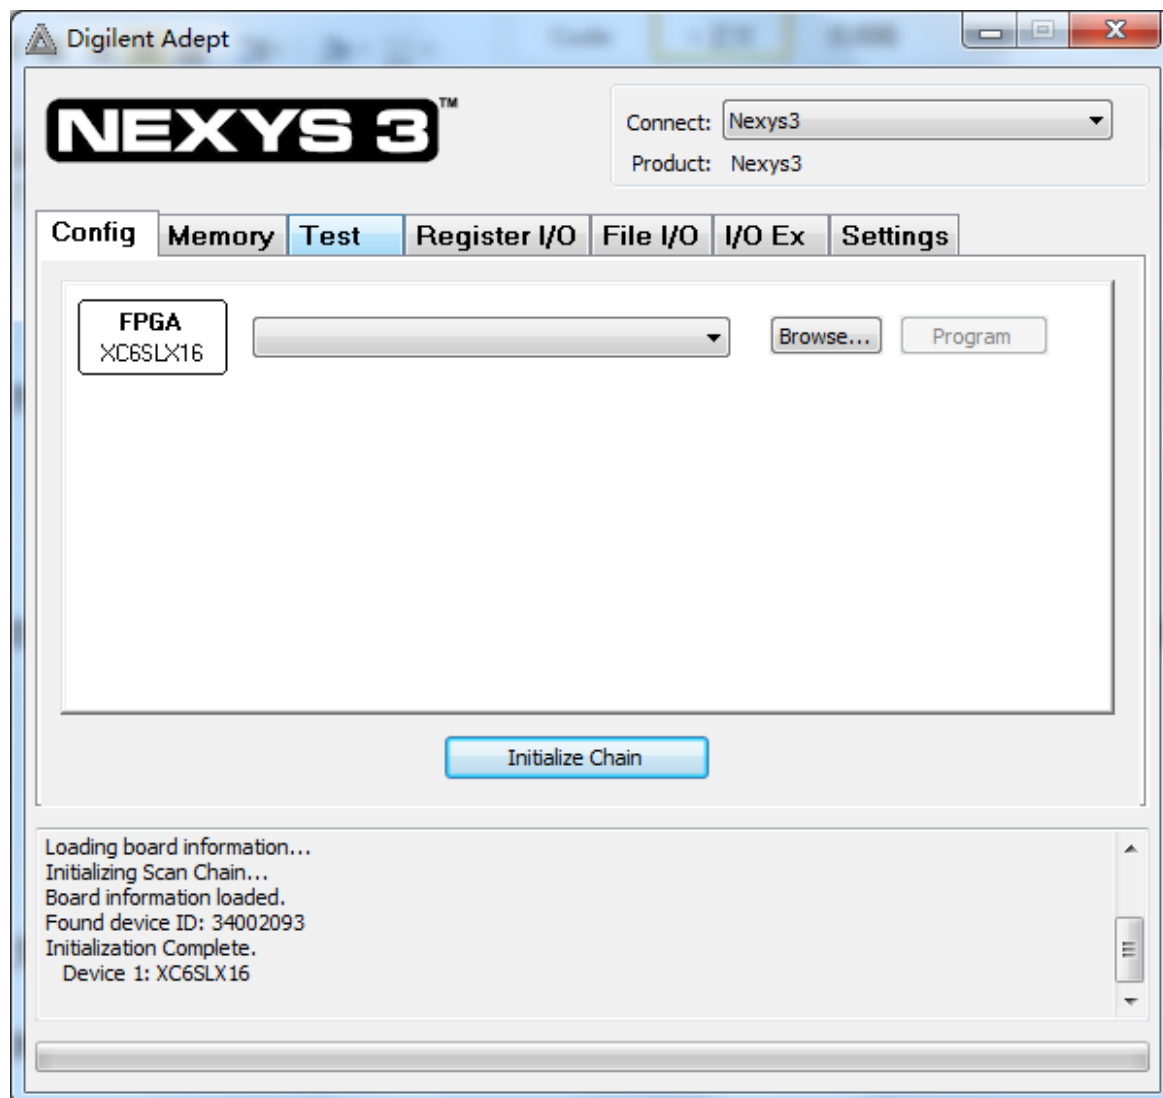 Digilent Adept
NEXYS 3™
Connect: Nexys3
Product: Nexys3
Config Memory Test Register I/O File I/O I/O Ex Settings
FPGA
XC6SLX16
Browse... Program
Initialize Chain
Loading board information...
Initializing Scan Chain...
Board information loaded.
Found device ID: 34002093
Initialization Complete.
Device 1: XC6SLX16